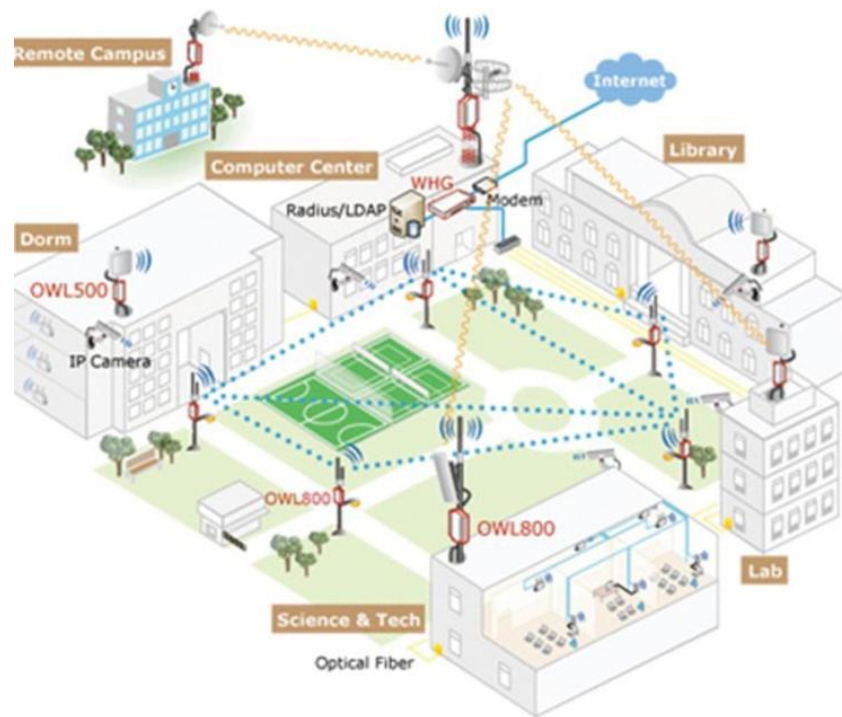 Remote Campus
Internet
Computer Center
Library
WHG
Modem
Radius/LDAP
Dorm
OWL500
IP Camera
OWL800
OWL800
Lab
Science & Tech
Optical Fiber